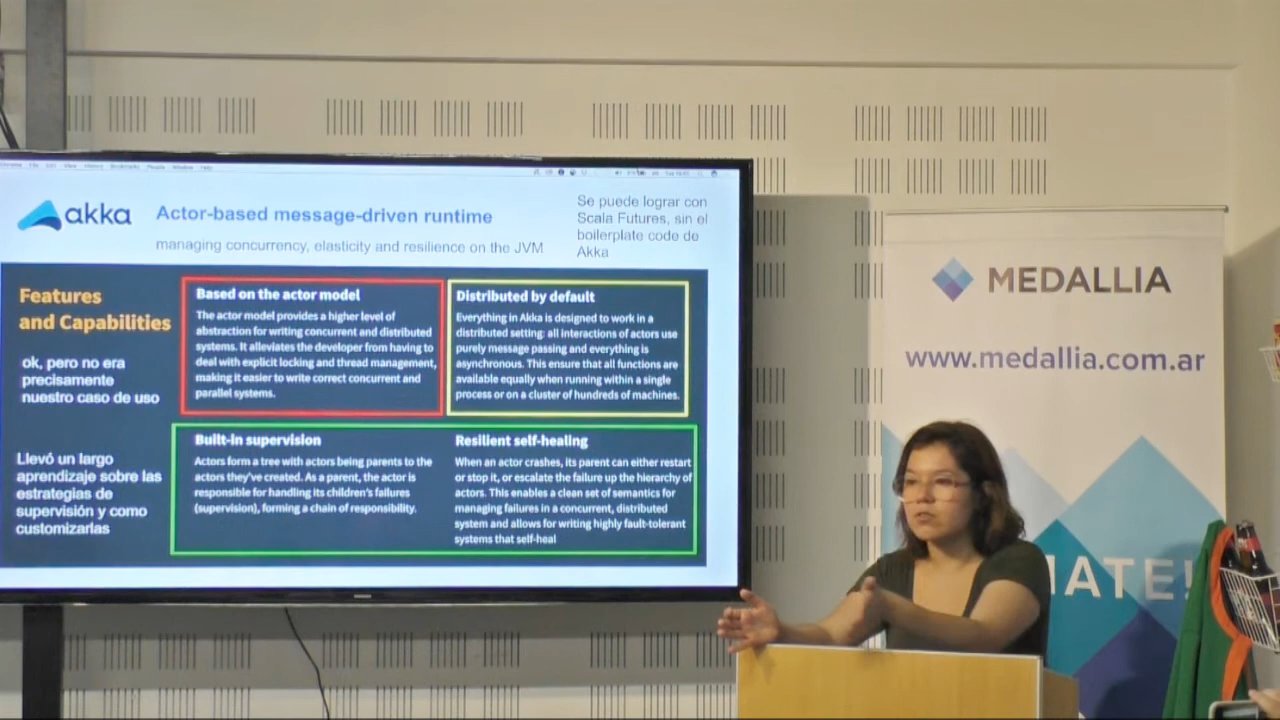 Chrome File Edit View History Bookmarks People Window Help
akka
Actor-based message-driven runtime
managing concurrency, elasticity and resilience on the JVM
Se puede lograr con
Scala Futures, sin el
boilerplate code de
Akka
Features
and Capabilities
ok, pero no era
precisamente
nuestro caso de uso
Based on the actor model
The actor model provides a higher level of
abstraction for writing concurrent and distributed
systems. It alleviates the developer from having to
deal with explicit locking and thread management,
making it easier to write correct concurrent and
parallel systems.
Distributed by default
Everything in Akka is designed to work in a
distributed setting: all interactions of actors use
purely message passing and everything is
asynchronous. This ensure that all functions are
available equally when running within a single
process or on a cluster of hundreds of machines.
Llevó un largo
aprendizaje sobre las
estrategias de
supervisión y como
customizarlas
Built-in supervision
Actors form a tree with actors being parents to the
actors they've created. As a parent, the actor is
responsible for handling its children's failures
(supervision), forming a chain of responsibility.
Resilient self-healing
When an actor crashes, its parent can either restart
or stop it, or escalate the failure up the hierarchy of
actors. This enables a clean set of semantics for
managing failures in a concurrent, distributed
system and allows for writing highly fault-tolerant
systems that self-heal
MEDALLIA
www.medallia.com.ar